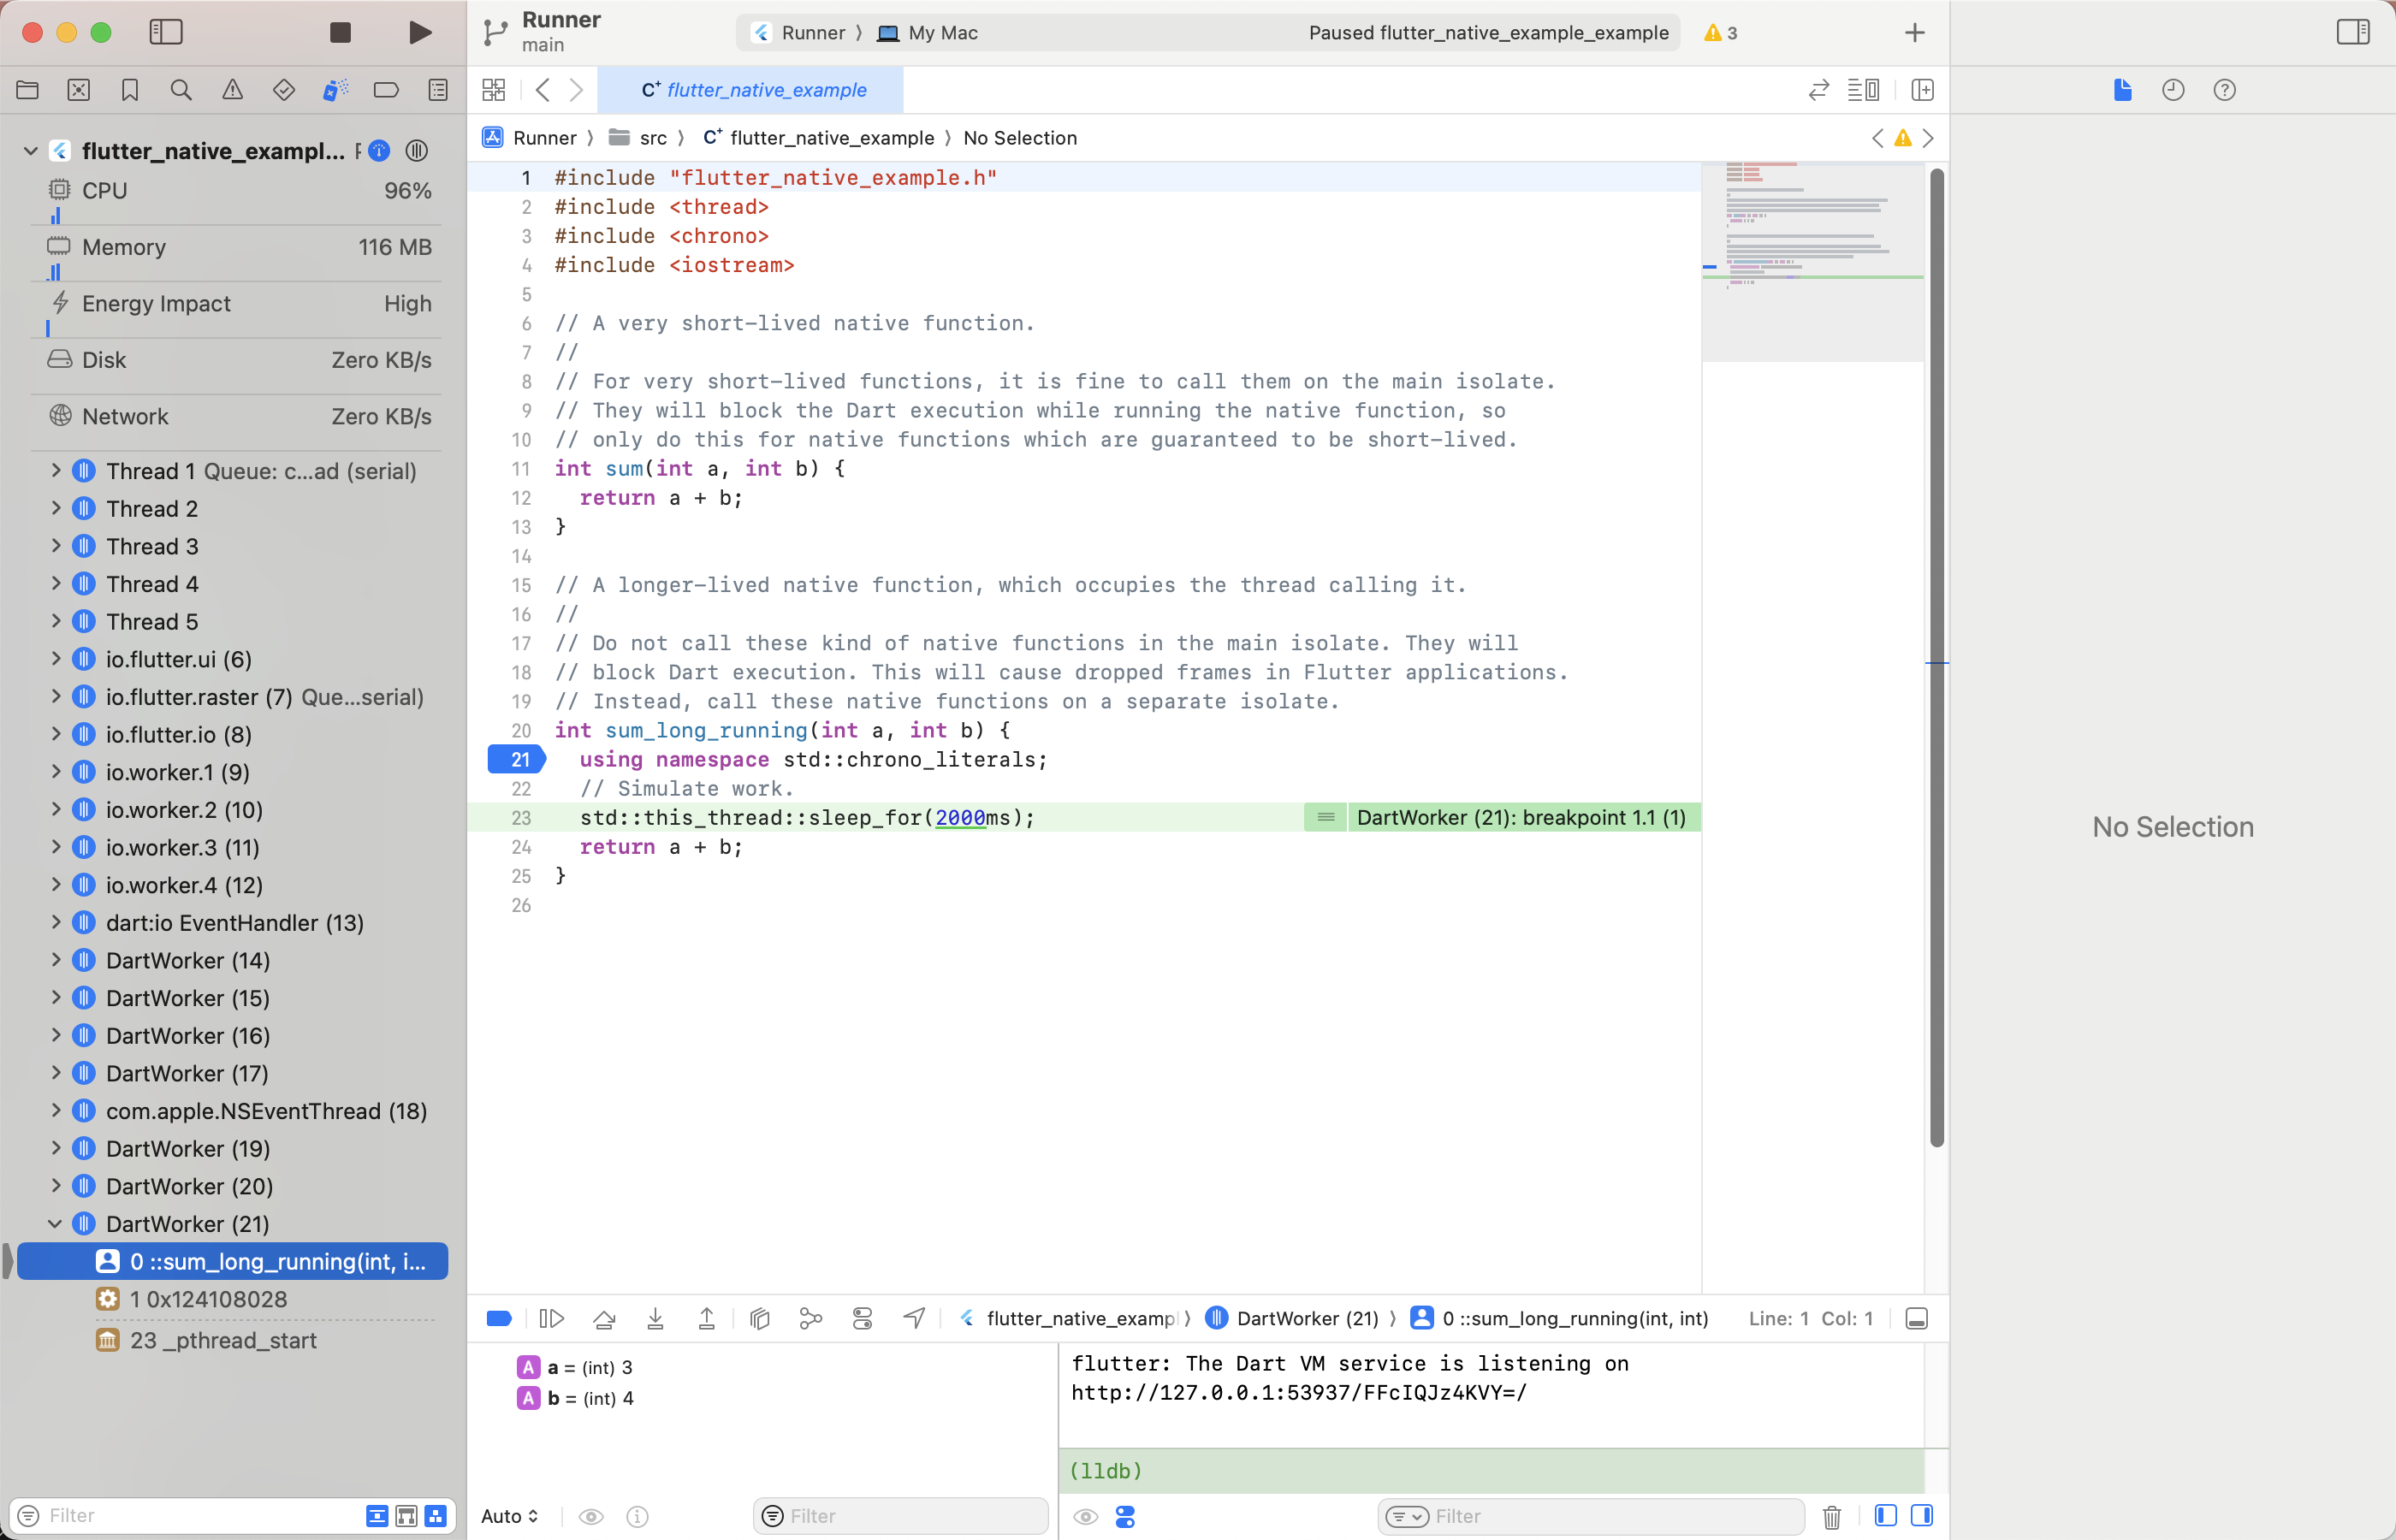 Runner
main
Runner
My Mac
Paused flutter_native_example_example
3
flutter_native_example
flutter_native_exampl...
CPU
96%
Memory
116 MB
Energy Impact
High
Disk
Zero KB/s
Network
Zero KB/s
Thread 1 Queue: c...ad (serial)
Thread 2
Thread 3
Thread 4
Thread 5
io.flutter.ui (6)
io.flutter.raster (7) Que...serial)
io.flutter.io (8)
io.worker.1 (9)
io.worker.2 (10)
io.worker.3 (11)
io.worker.4 (12)
dart:io EventHandler (13)
DartWorker (14)
DartWorker (15)
DartWorker (16)
DartWorker (17)
com.apple.NSEventThread (18)
DartWorker (19)
DartWorker (20)
DartWorker (21)
0 ::sum_long_running(int, i...
1 0x124108028
23 _pthread_start
Filter
Runner 〉 src 〉 C+ flutter_native_example 〉 No Selection
1 #include "flutter_native_example.h"
2 #include <thread>
3 #include <chrono>
4 #include <iostream>
5
6 // A very short-lived native function.
7 //
8 // For very short-lived functions, it is fine to call them on the main isolate.
9 // They will block the Dart execution while running the native function, so
10 // only do this for native functions which are guaranteed to be short-lived.
11 int sum(int a, int b) {
12 return a + b;
13 }
14
15 // A longer-lived native function, which occupies the thread calling it.
16 //
17 // Do not call these kind of native functions in the main isolate. They will
18 // block Dart execution. This will cause dropped frames in Flutter applications.
19 // Instead, call these native functions on a separate isolate.
20 int sum_long_running(int a, int b) {
21 using namespace std::chrono_literals;
22 // Simulate work.
23 std::this_thread::sleep_for(2000ms); DartWorker (21): breakpoint 1.1 (1)
24 return a + b;
25 }
26
flutter_native_examp 〉 DartWorker (21) 〉 0 ::sum_long_running(int, int)
Line: 1 Col: 1
A a = (int) 3
A b = (int) 4
Auto
Filter
flutter: The Dart VM service is listening on
http://127.0.0.1:53937/FFcIQJz4KVY=/
(lldb)
Filter
No Selection